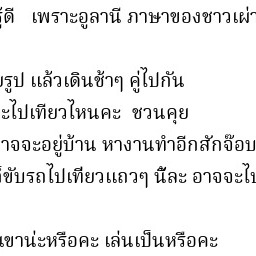 เพราะอูลานี ภาษาของชาวเผ่า
แล้วเดินช้าๆ คู่ไปกัน
ะไปเทียวไหนคะ ชวนคุย
าจจะอยู่บ้าน หางานทำอีกสักจ๊อบ
ขับรถไปเทียวแถวๆ นี้ละ อาจจะไป
ขาน่ะหรือคะ เล่นเป็นหรือคะ